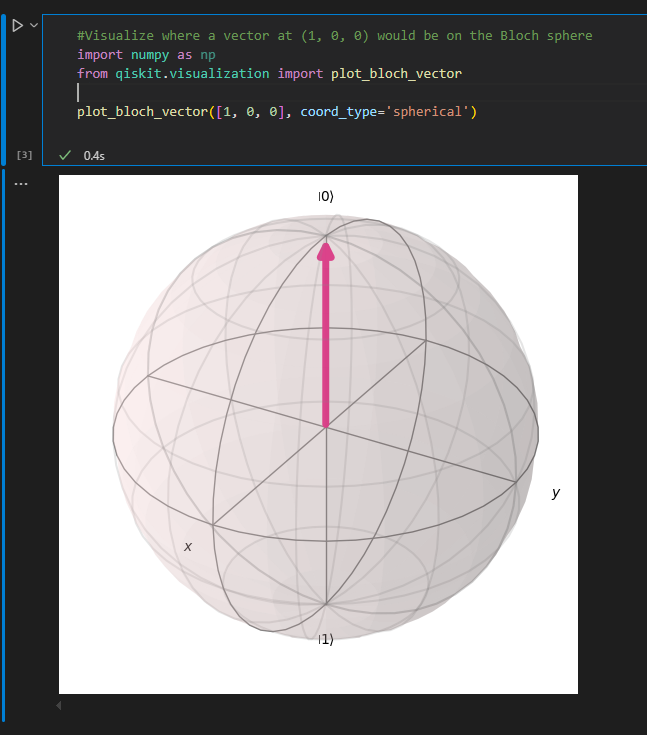 #Visualize where a vector at (1, 0, 0) would be on the Bloch sphere
import numpy as np
from qiskit.visualization import plot_bloch_vector
plot_bloch_vector([1, 0, 0], coord_type='spherical')
[3]
0.4s
...
|0⟩
y
x
|1⟩